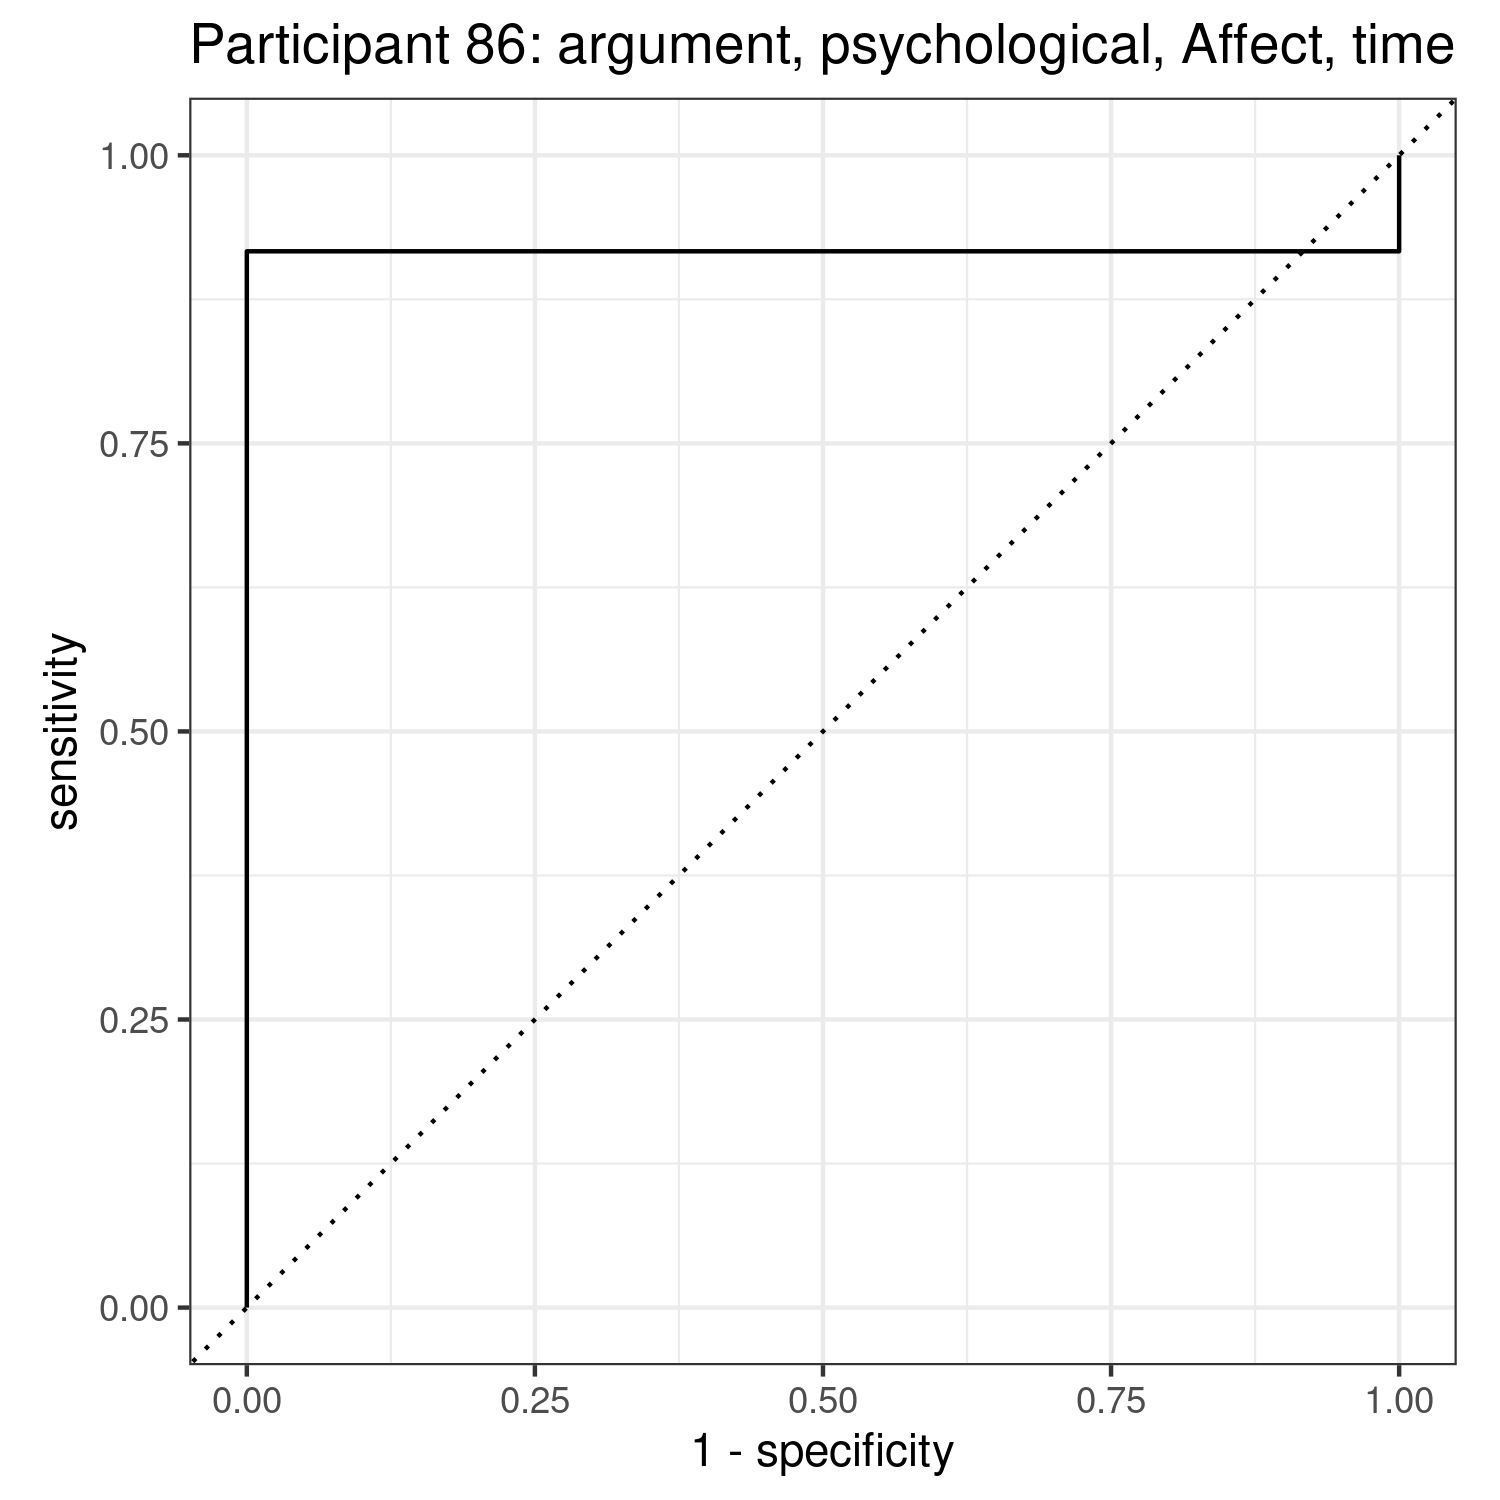 Participant 86: argument, psychological, Affect, time
1.00
0.75
0.50
0.25
0.00
sensitivity
0.00 0.25 0.50 0.75 1.00
1 - specificity